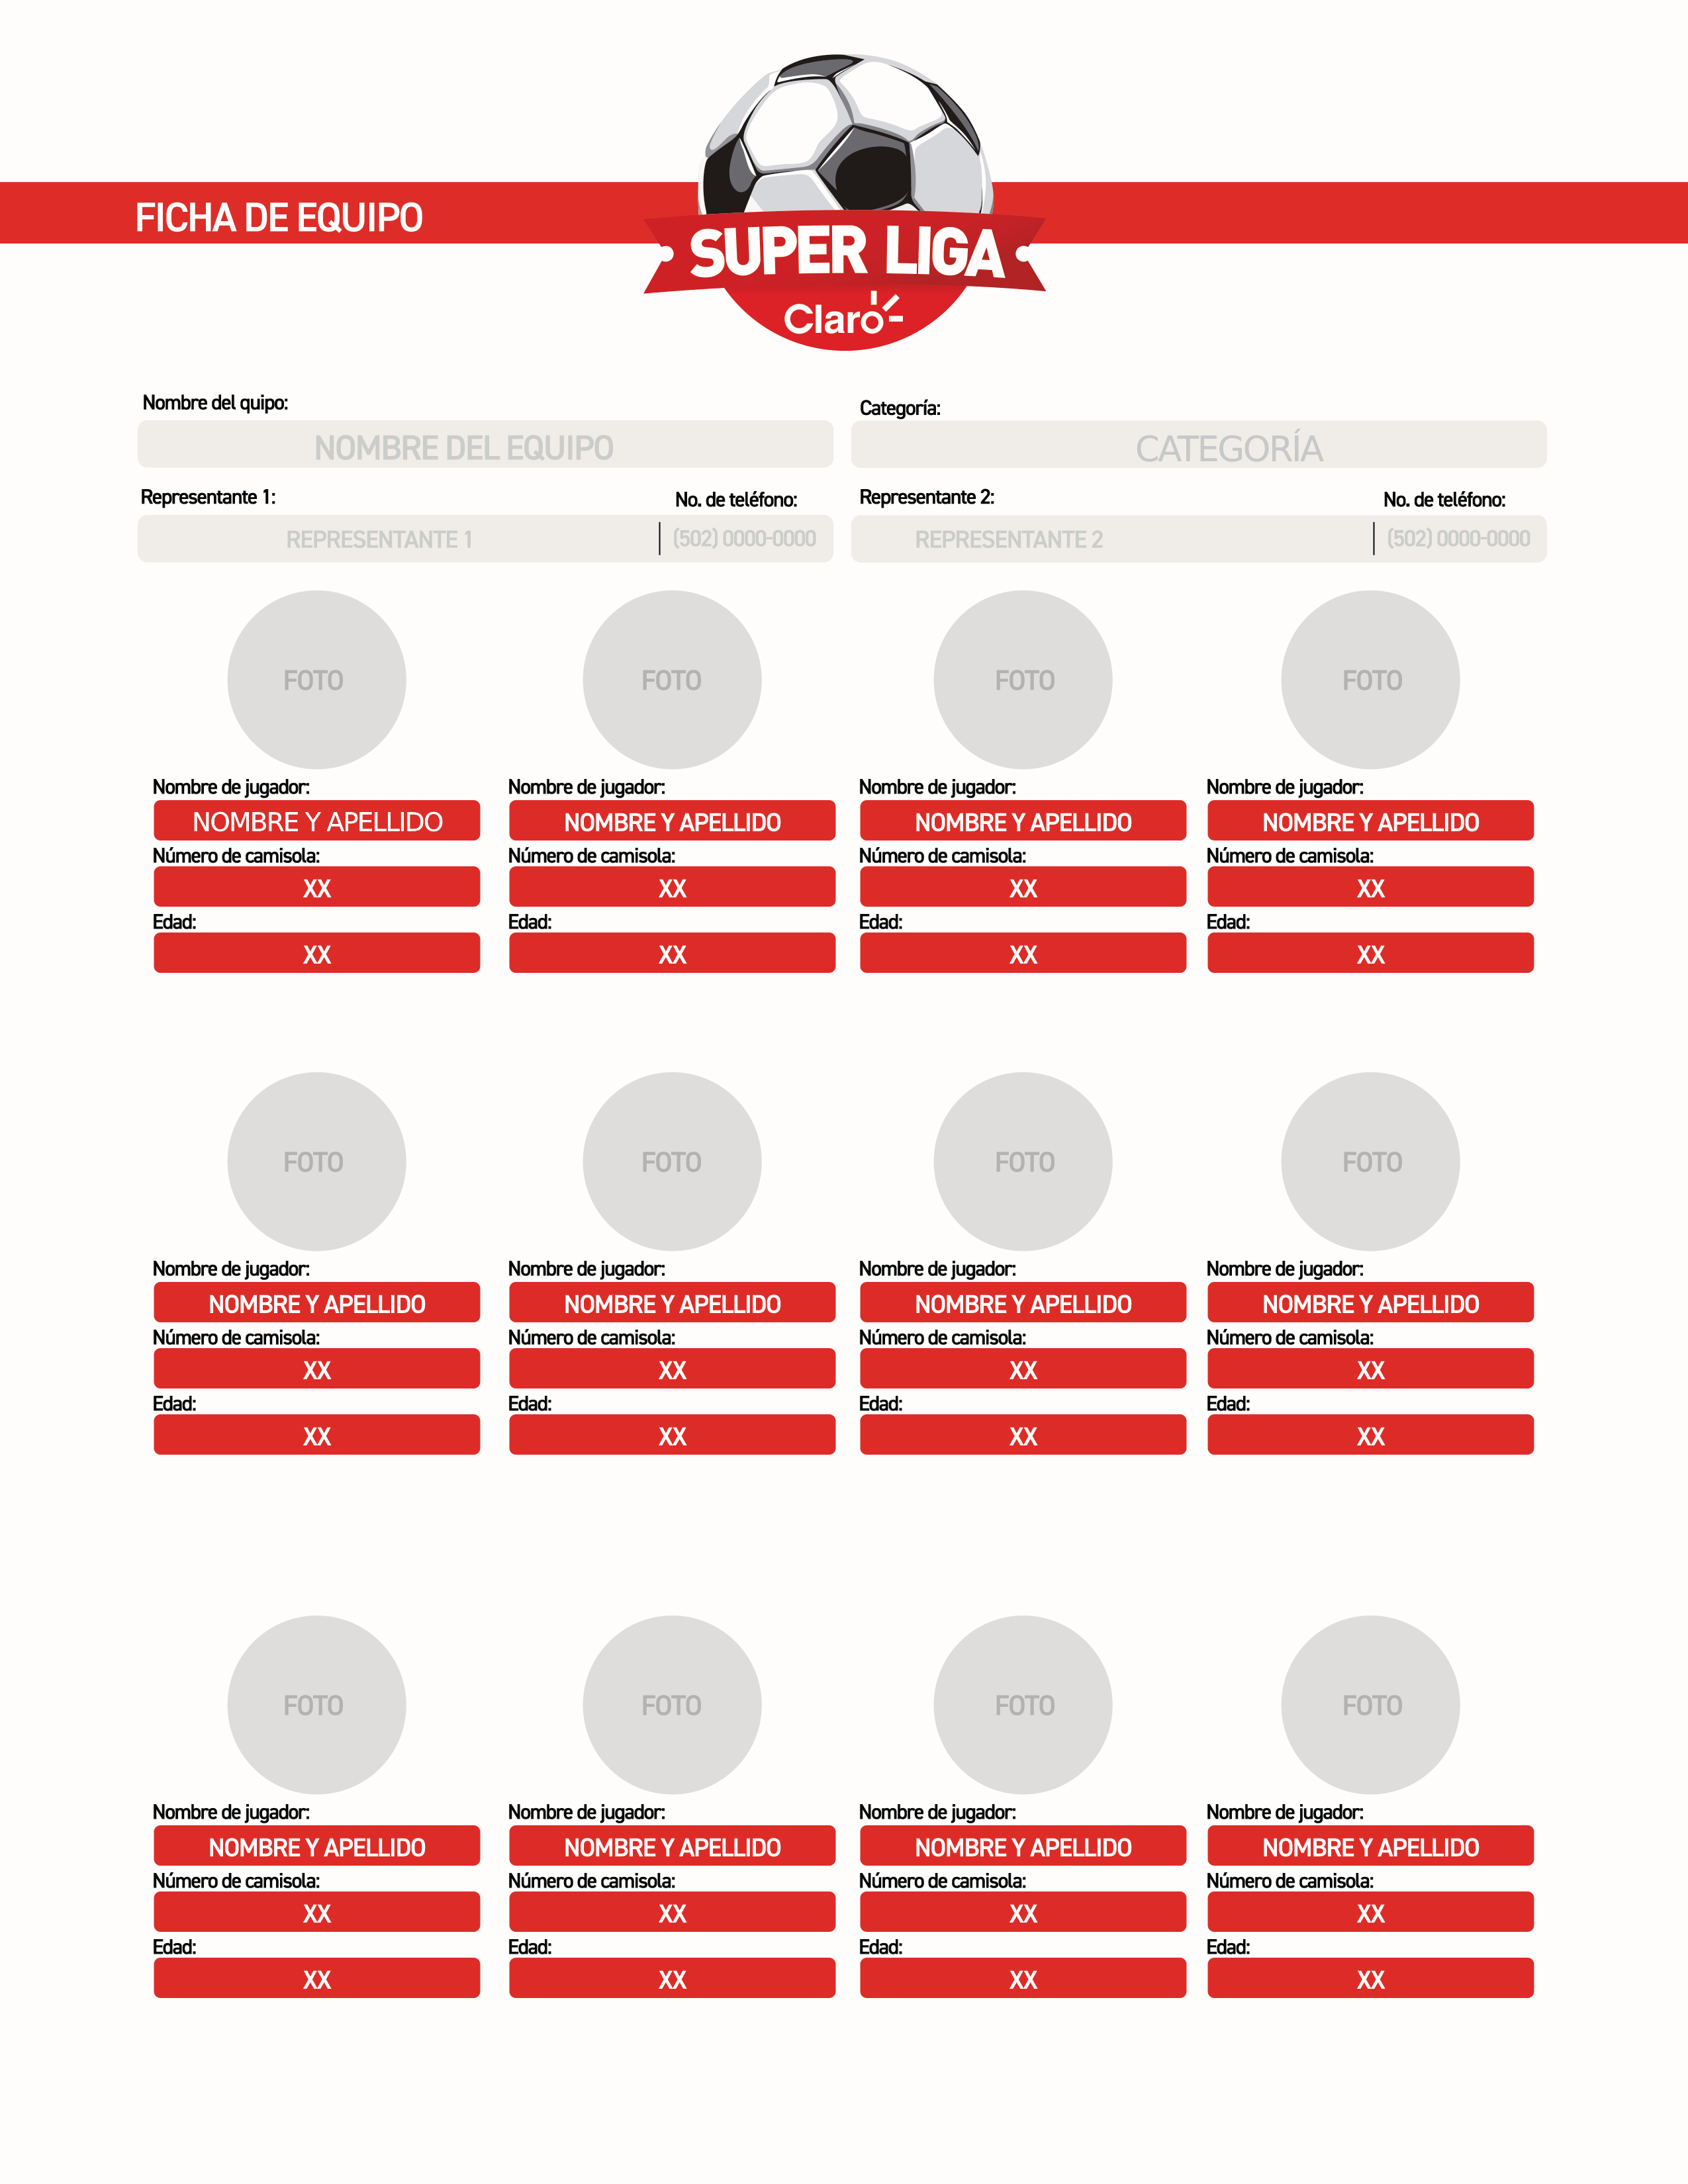 FICHA DE EQUIPO
SUPER LIGA
Claro
Nombre del quipo:
Categoría:
NOMBRE DEL EQUIPO
CATEGORÍA
Representante 1:
No. de teléfono:
Representante 2:
No. de teléfono:
REPRESENTANTE 1
(502) 0000-0000
REPRESENTANTE 2
(502) 0000-0000
FOTO FOTO FOTO FOTO
Nombre de jugador: Nombre de jugador: Nombre de jugador: Nombre de jugador:
NOMBRE Y APELLIDO NOMBRE Y APELLIDO NOMBRE Y APELLIDO NOMBRE Y APELLIDO
Número de camisola: Número de camisola: Número de camisola: Número de camisola:
XX XX XX XX
Edad: Edad: Edad: Edad:
XX XX XX XX
FOTO FOTO FOTO FOTO
Nombre de jugador: Nombre de jugador: Nombre de jugador: Nombre de jugador:
NOMBRE Y APELLIDO NOMBRE Y APELLIDO NOMBRE Y APELLIDO NOMBRE Y APELLIDO
Número de camisola: Número de camisola: Número de camisola: Número de camisola:
XX XX XX XX
Edad: Edad: Edad: Edad:
XX XX XX XX
FOTO FOTO FOTO FOTO
Nombre de jugador: Nombre de jugador: Nombre de jugador: Nombre de jugador:
NOMBRE Y APELLIDO NOMBRE Y APELLIDO NOMBRE Y APELLIDO NOMBRE Y APELLIDO
Número de camisola: Número de camisola: Número de camisola: Número de camisola:
XX XX XX XX
Edad: Edad: Edad: Edad:
XX XX XX XX